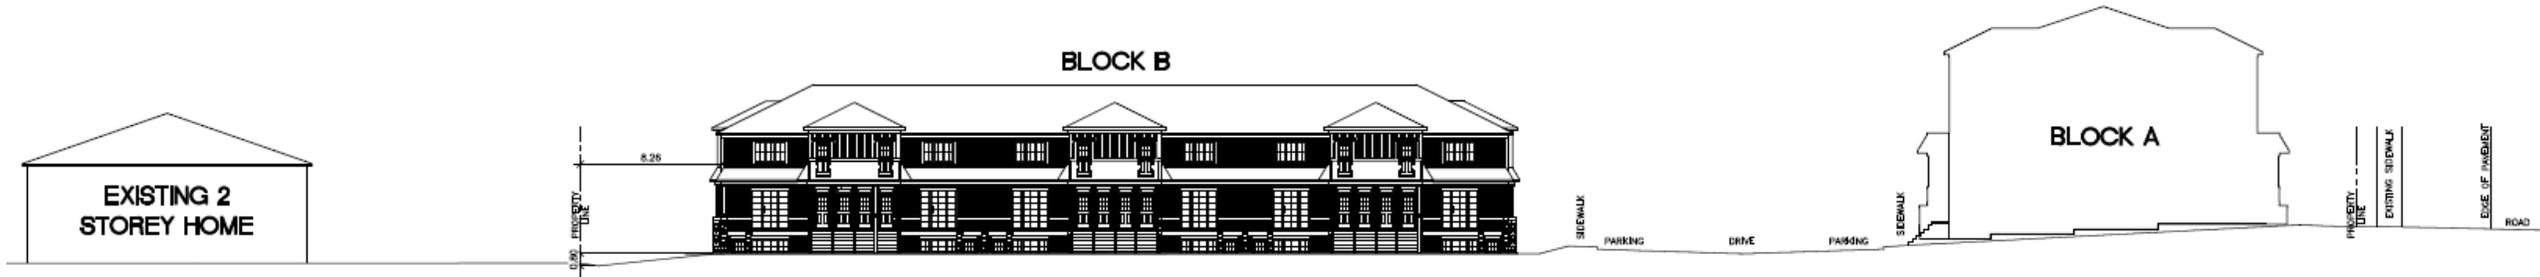 BLOCK B
EXISTING 2
STOREY HOME
8.26
PROPERTY
LINE
0.80
SIDEWALK
PARKING
DRIVE
PARKING
SIDEWALK
BLOCK A
PROPERTY
LINE
EXISTING SIDEWALK
EDGE OF PAVEMENT
ROAD